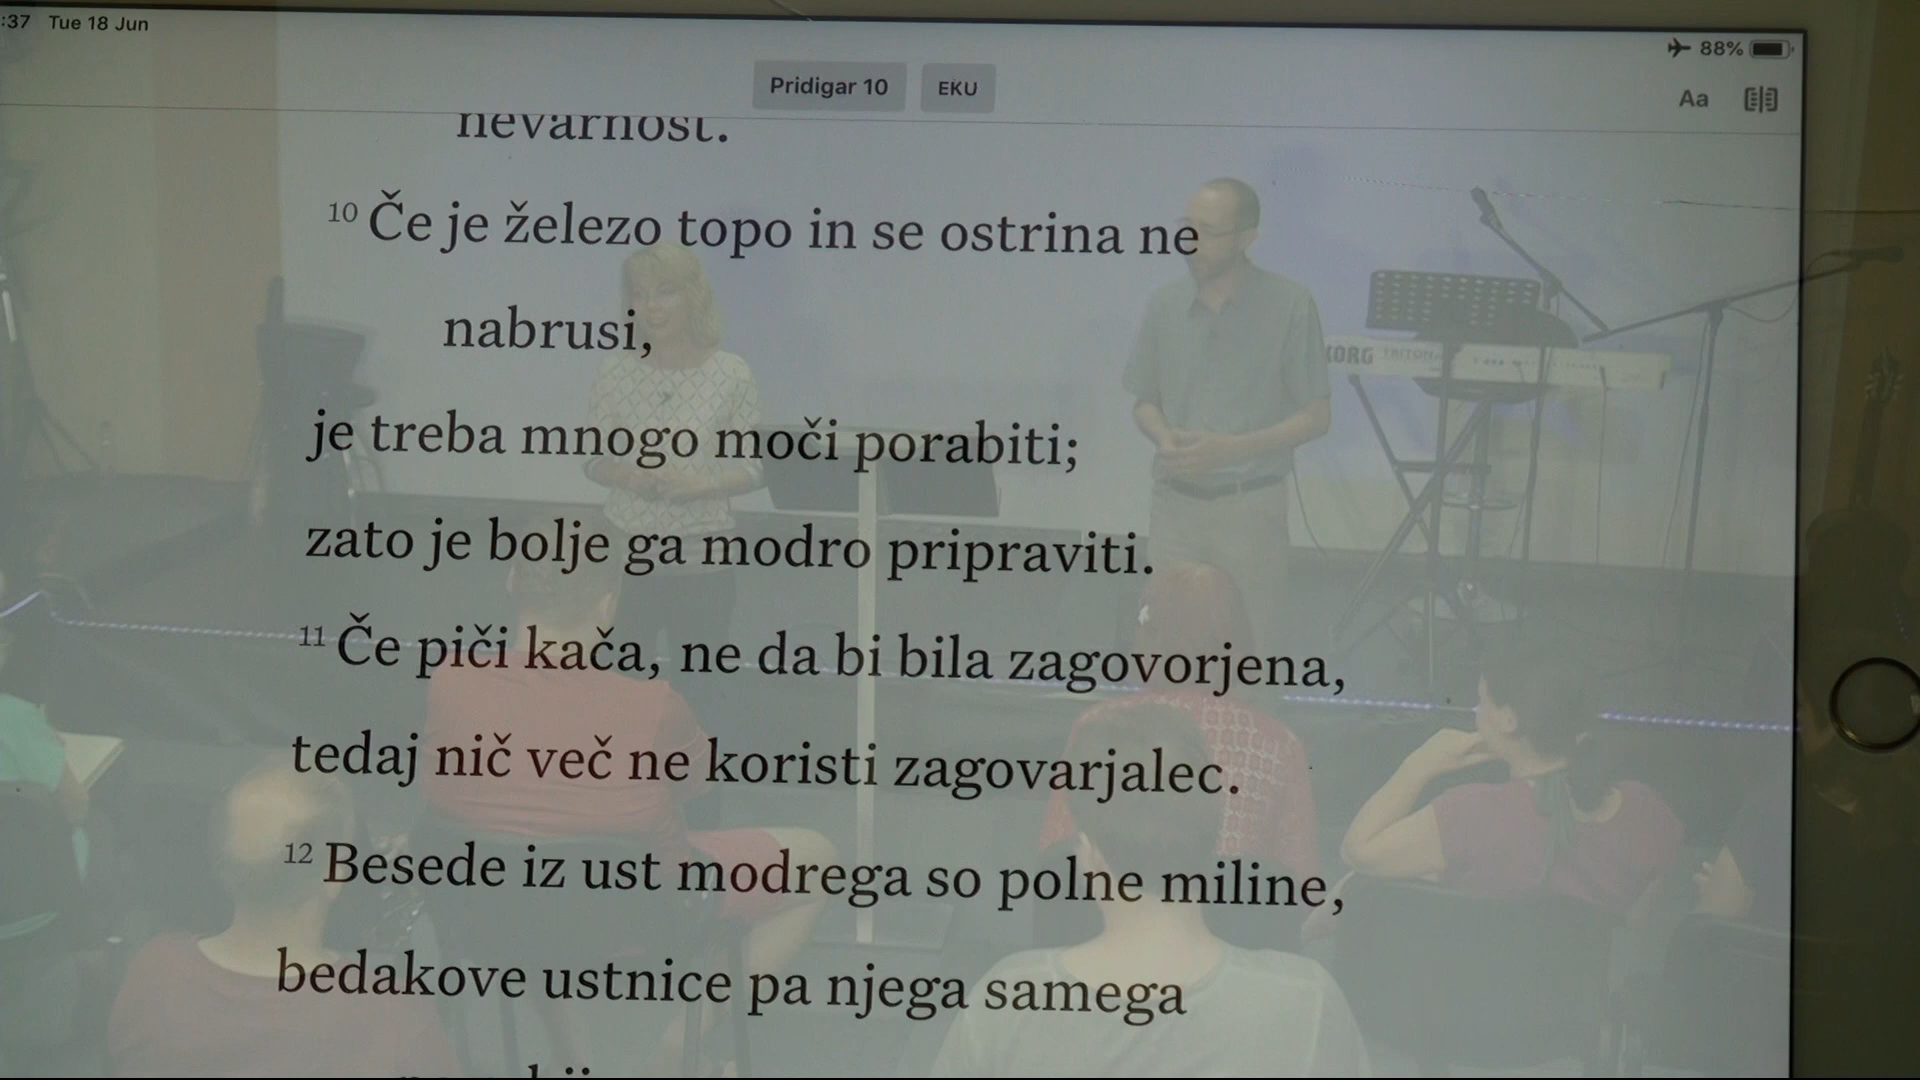 :37 Tue 18 Jun
88%
Pridigar 10 EKU
Aa
nevarnost.
10 Če je železo topo in se ostrina ne
nabrusi,
je treba mnogo moči porabiti;
zato je bolje ga modro pripraviti.
11 Če piči kača, ne da bi bila zagovorjena,
tedaj nič več ne koristi zagovarjalec.
12 Besede iz ust modrega so polne miline,
bedakove ustnice pa njega samega
KORG TRITON